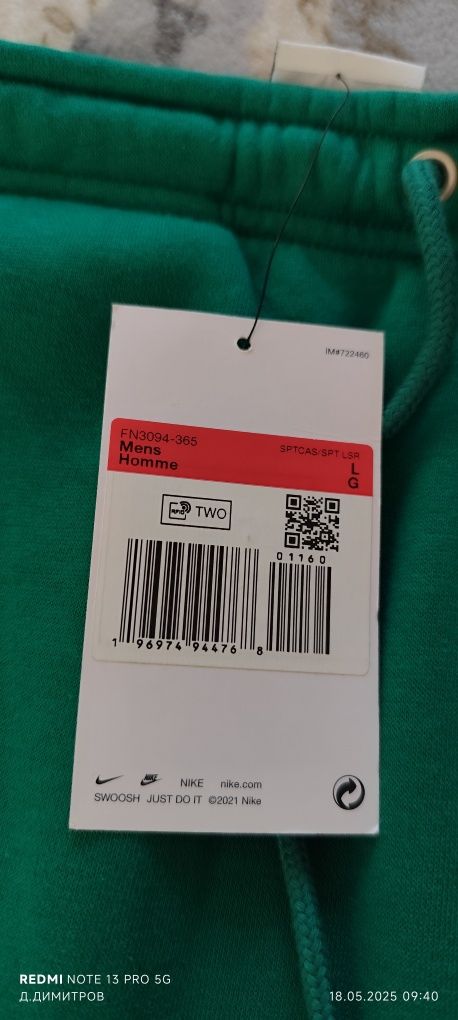 IM#722460
FN3094-365
Mens
Homme
SPTCAS/SPT LSR
L
G
RFID TWO
01160
1 96974 94476 8
NIKE nike.com
SWOOSH JUST DO IT ©2021 Nike
REDMI NOTE 13 PRO 5G
Д.ДИМИТРОВ
18.05.2025 09:40